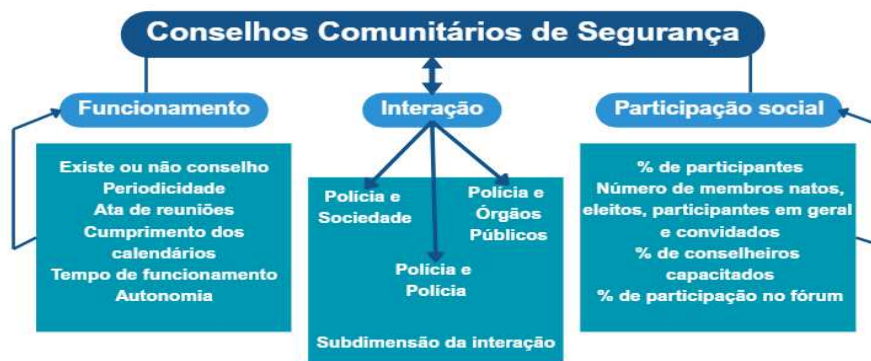 Conselhos Comunitários de Segurança
Funcionamento
Interação
Participação social
Existe ou não conselho
Periodicidade
Ata de reuniões
Cumprimento dos
calendários
Tempo de funcionamento
Autonomia
Polícia e
Sociedade
Polícia e
Órgãos
Públicos
Polícia e
Polícia
Subdimensão da interação
% de participantes
Número de membros natos,
eleitos, participantes em geral
e convidados
% de conselheiros
capacitados
% de participação no fórum